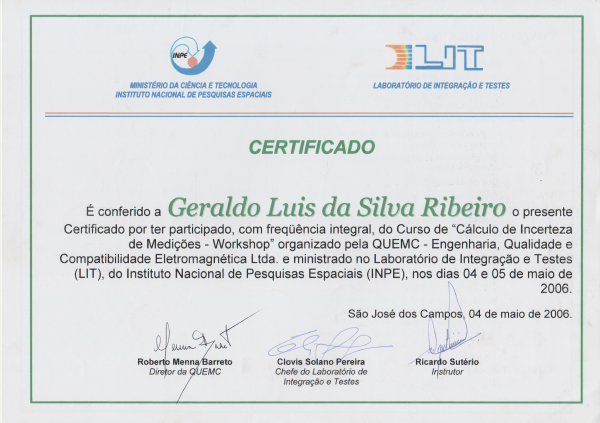 INPE
LIT
MINISTÉRIO DA CIÊNCIA E TECNOLOGIA
INSTITUTO NACIONAL DE PESQUISAS ESPACIAIS
LABORATÓRIO DE INTEGRAÇÃO E TESTES
CERTIFICADO
É conferido a Geraldo Luis da Silva Ribeiro o presente
Certificado por ter participado, com freqüência integral, do Curso de “Cálculo de Incerteza
de Medições - Workshop” organizado pela QUEMC - Engenharia, Qualidade e
Compatibilidade Eletromagnética Ltda. e ministrado no Laboratório de Integração e Testes
(LIT), do Instituto Nacional de Pesquisas Espaciais (INPE), nos dias 04 e 05 de maio de
2006.
São José dos Campos, 04 de maio de 2006.
Roberto Menna Barreto
Diretor da QUEMC
Clovis Solano Pereira
Chefe do Laboratório de
Integração e Testes
Ricardo Sutério
Instrutor